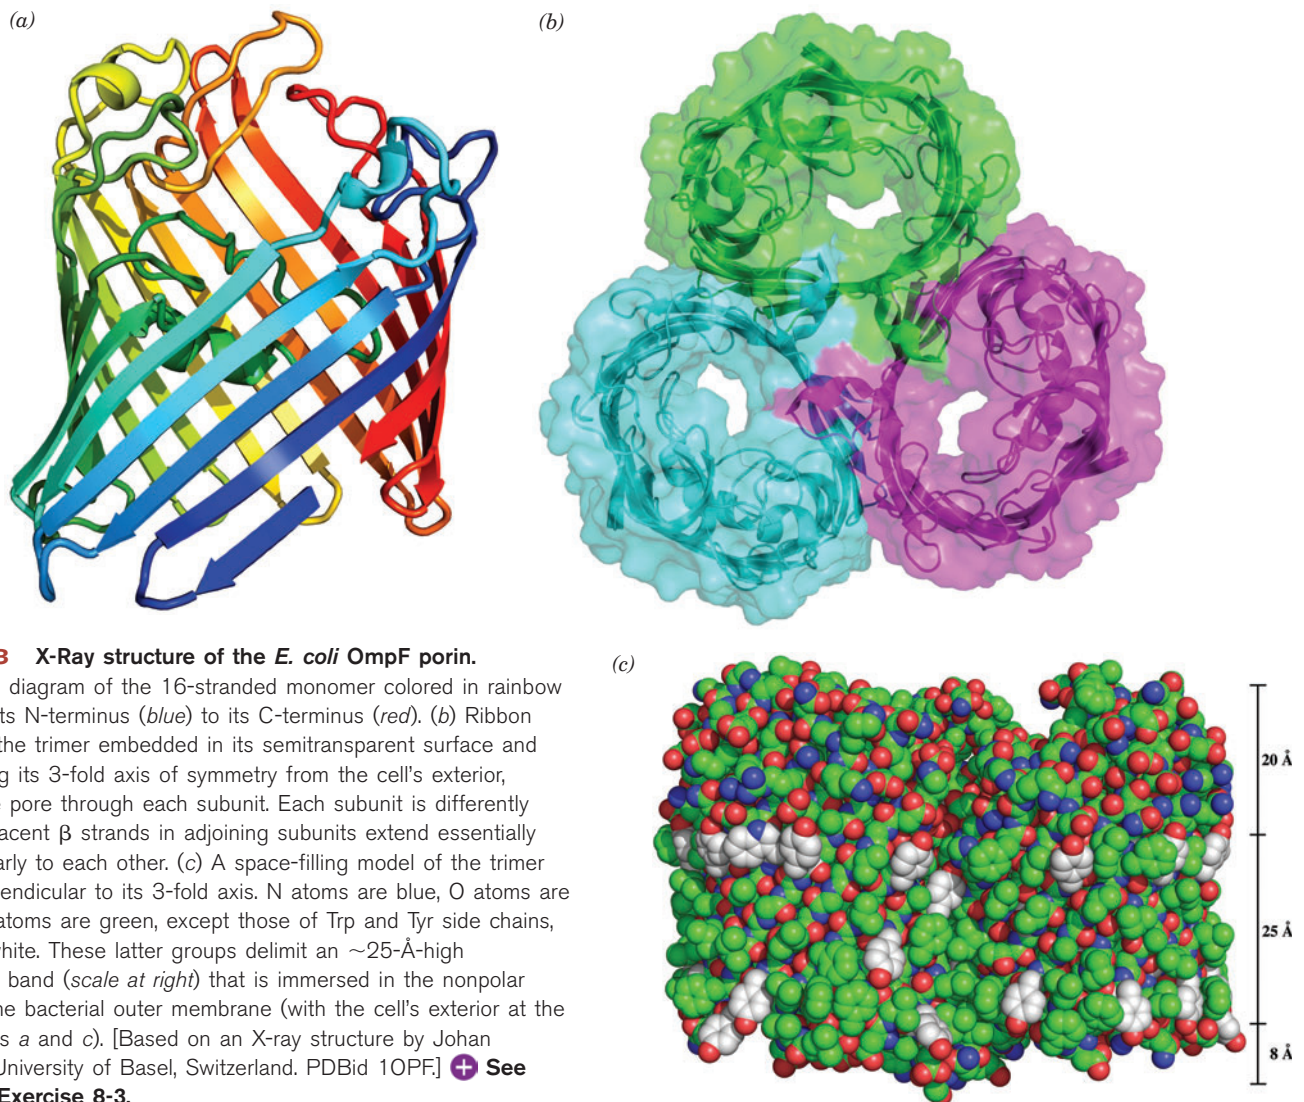 (a)
(b)
3 X-Ray structure of the E. coli OmpF porin.
diagram of the 16-stranded monomer colored in rainbow
its N-terminus (blue) to its C-terminus (red). (b) Ribbon
the trimer embedded in its semitransparent surface and
its 3-fold axis of symmetry from the cell’s exterior,
pore through each subunit. Each subunit is differently
β strands in adjoining subunits extend essentially
to each other. (c) A space-filling model of the trimer
to its 3-fold axis. N atoms are blue, O atoms are
atoms are green, except those of Trp and Tyr side chains,
These latter groups delimit an ~25-Å-high
band (scale at right) that is immersed in the nonpolar
bacterial outer membrane (with the cell’s exterior at the
a and c). [Based on an X-ray structure by Johan
University of Basel, Switzerland. PDBid 1OPF.] + See
Exercise 8-3.
(c)
20 Å
25 Å
8 Å